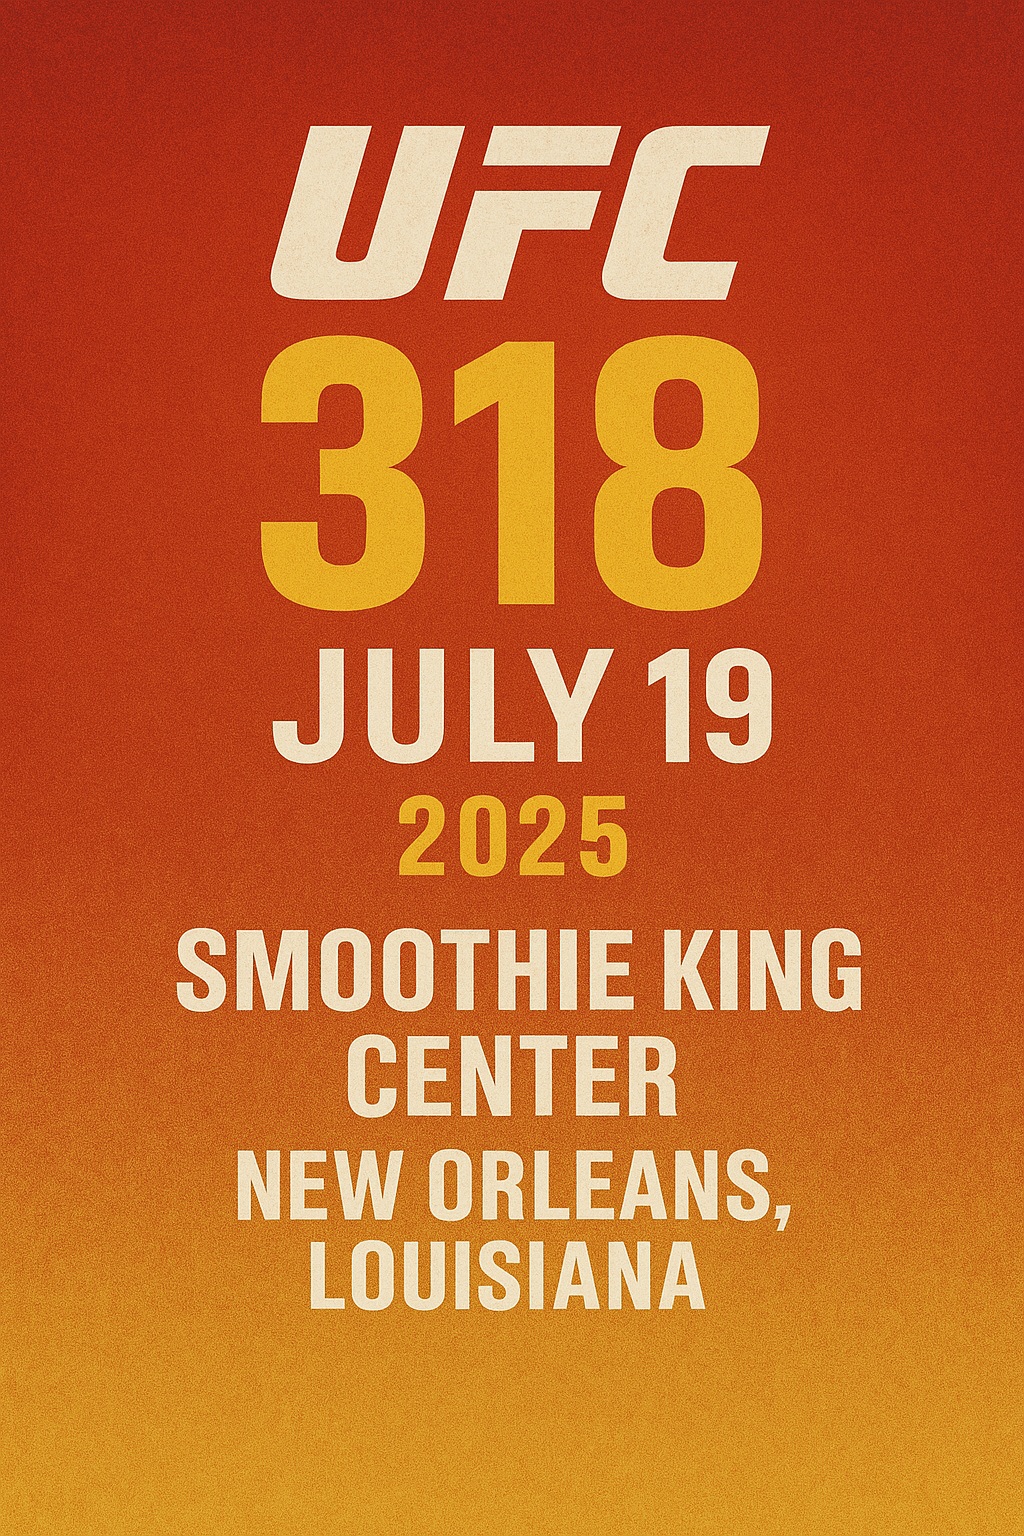 UFC
318
JULY 19
2025
SMOOTHIE KING
CENTER
NEW ORLEANS,
LOUISIANA